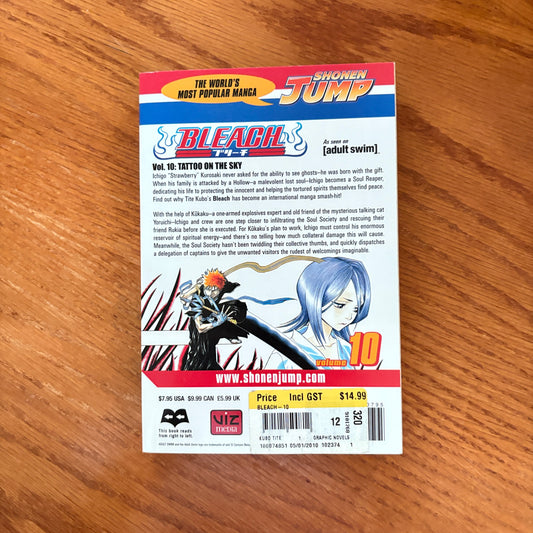 THE WORLD'S
MOST POPULAR MANGA
SHONEN
JUMP
BLEACH
ブリーチ
As seen on
[adult swim]
Vol. 10: TATTOO ON THE SKY
Ichigo "Strawberry" Kurosaki never asked for the ability to see ghosts—he was born with the gift.
When his family is attacked by a Hollow—a malevolent lost soul—Ichigo becomes a Soul Reaper,
dedicating his life to protecting the innocent and helping the tortured spirits themselves find peace.
Find out why Tite Kubo's Bleach has become an international manga smash-hit!
With the help of Kūkaku—a one-armed explosives expert and old friend of the mysterious talking cat
Yoruichi—Ichigo and crew are one step closer to infiltrating the Soul Society and rescuing their
friend Rukia before she is executed. For Kūkaku's plan to work, Ichigo must control his enormous
reservoir of spiritual energy—and there's no telling how much collateral damage this will cause.
Meanwhile, the Soul Society hasn't been twiddling their collective thumbs, and quickly dispatches
a delegation of captains to give the unwanted visitors the rudest of welcomings imaginable.
volume 10
www.shonenjump.com
$7.95 USA $9.99 CAN £5.99 UK
Price Incl GST $14.99
BLEACH-10
12
320
KUBO TITE GRAPHIC NOVELS
05/01/2010 102374 1
This book reads
from right to left.
VIZ
media